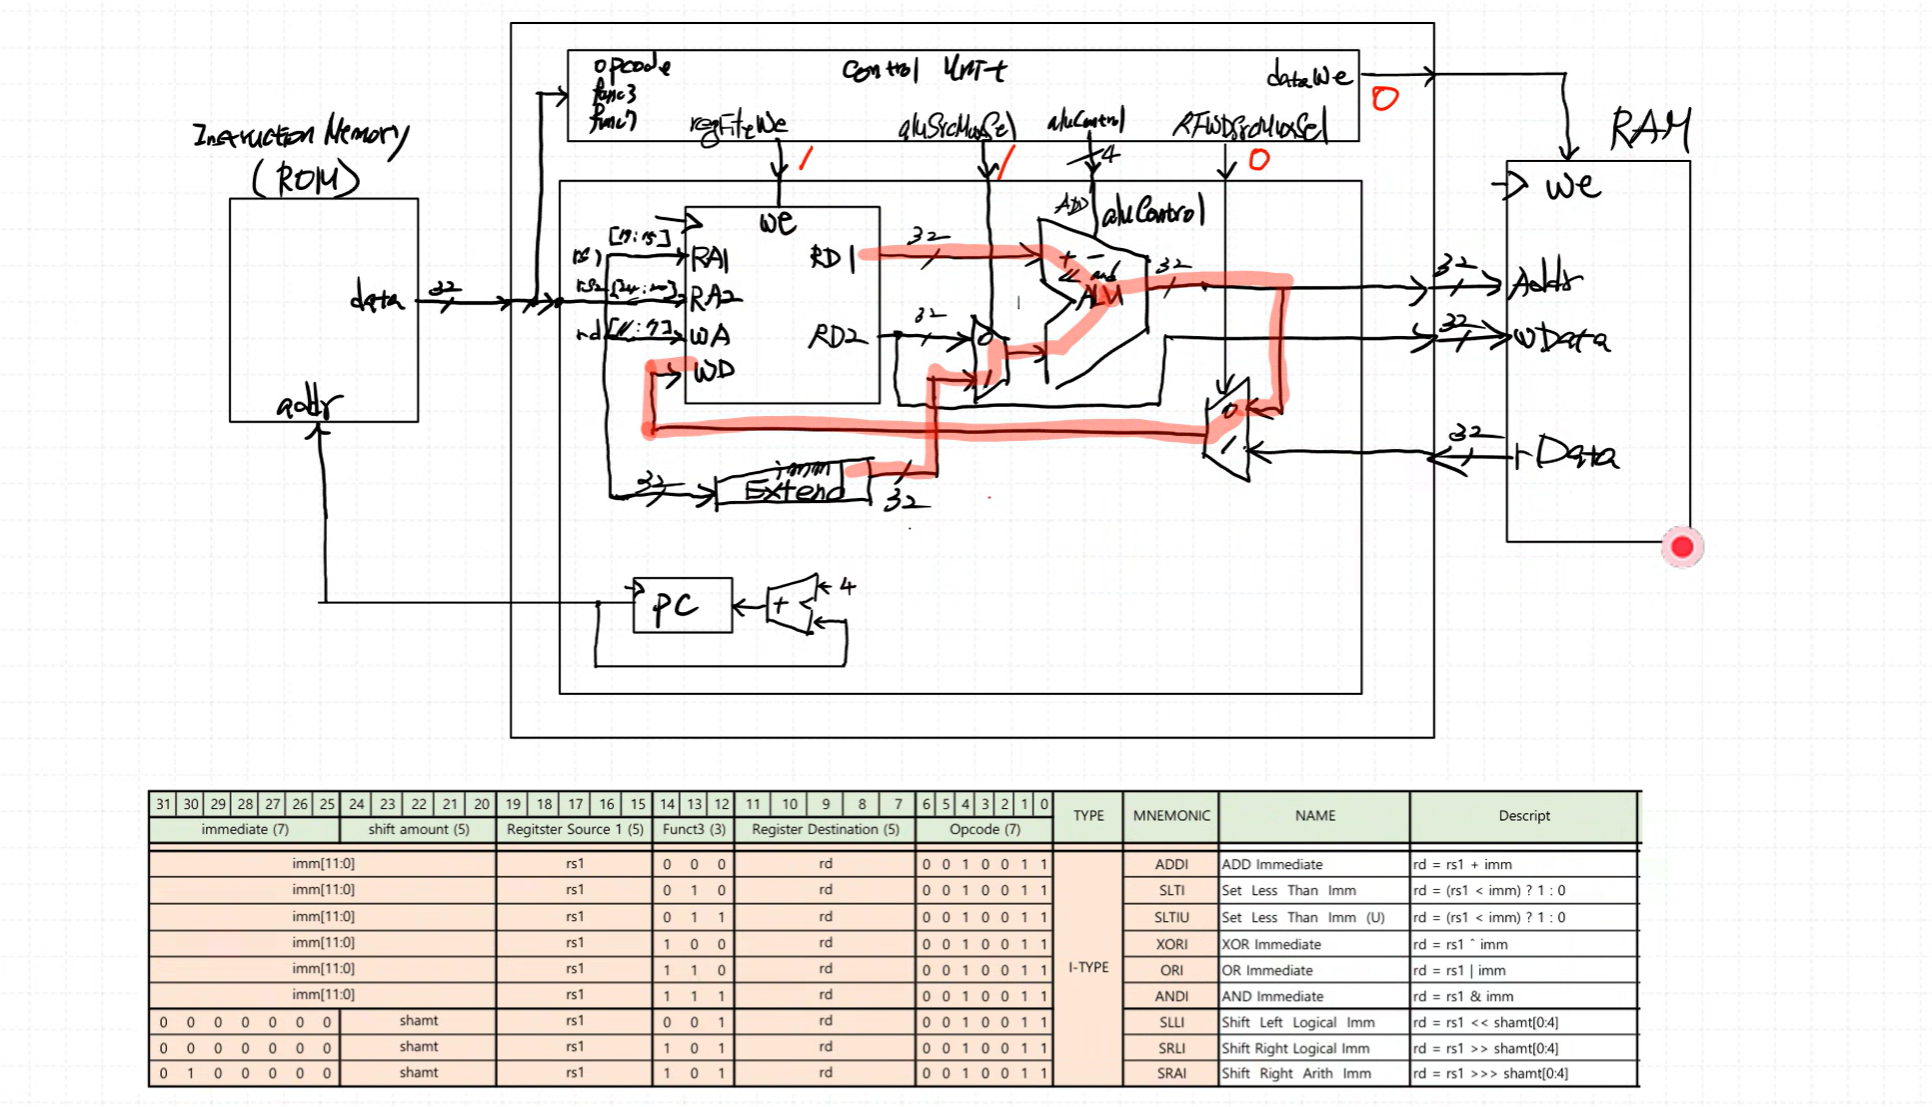 opcode
func3
func7
Control Unit
dataWe
0
regFileWe
aluSrcMuxSel
aluControl
RFWDSrcMuxSel
1
1
4
0
Instruction Memory
(ROM)
data
32
addr
RAM
We
Addr
wData
rData
32
32
32
we
rs1
[19:15]
RA1
rs2
[24:20]
RA2
rd
[11:7]
WA
WD
RD1
32
RD2
32
ADD
aluControl
+ -
<< and
ALU
32
0
1
0
1
32
imm
Extend
32
PC
+
4
31 30 29 28 27 26 25 24 23 22 21 20 19 18 17 16 15 14 13 12 11 10 9 8 7 6 5 4 3 2 1 0 TYPE MNEMONIC NAME Descript
immediate (7) shift amount (5) Regitster Source 1 (5) Funct3 (3) Register Destination (5) Opcode (7)
imm[11:0] rs1 0 0 0 rd 0 0 1 0 0 1 1 ADDI ADD Immediate rd = rs1 + imm
imm[11:0] rs1 0 1 0 rd 0 0 1 0 0 1 1 SLTI Set Less Than Imm rd = (rs1 < imm) ? 1 : 0
imm[11:0] rs1 0 1 1 rd 0 0 1 0 0 1 1 SLTIU Set Less Than Imm (U) rd = (rs1 < imm) ? 1 : 0
imm[11:0] rs1 1 0 0 rd 0 0 1 0 0 1 1 XORI XOR Immediate rd = rs1 ˆ imm
imm[11:0] rs1 1 1 0 rd 0 0 1 0 0 1 1 ORI OR Immediate rd = rs1 | imm
I-TYPE
imm[11:0] rs1 1 1 1 rd 0 0 1 0 0 1 1 ANDI AND Immediate rd = rs1 & imm
0 0 0 0 0 0 0 shamt rs1 0 0 1 rd 0 0 1 0 0 1 1 SLLI Shift Left Logical Imm rd = rs1 << shamt[0:4]
0 0 0 0 0 0 0 shamt rs1 1 0 1 rd 0 0 1 0 0 1 1 SRLI Shift Right Logical Imm rd = rs1 >> shamt[0:4]
0 1 0 0 0 0 0 shamt rs1 1 0 1 rd 0 0 1 0 0 1 1 SRAI Shift Right Arith Imm rd = rs1 >>> shamt[0:4]